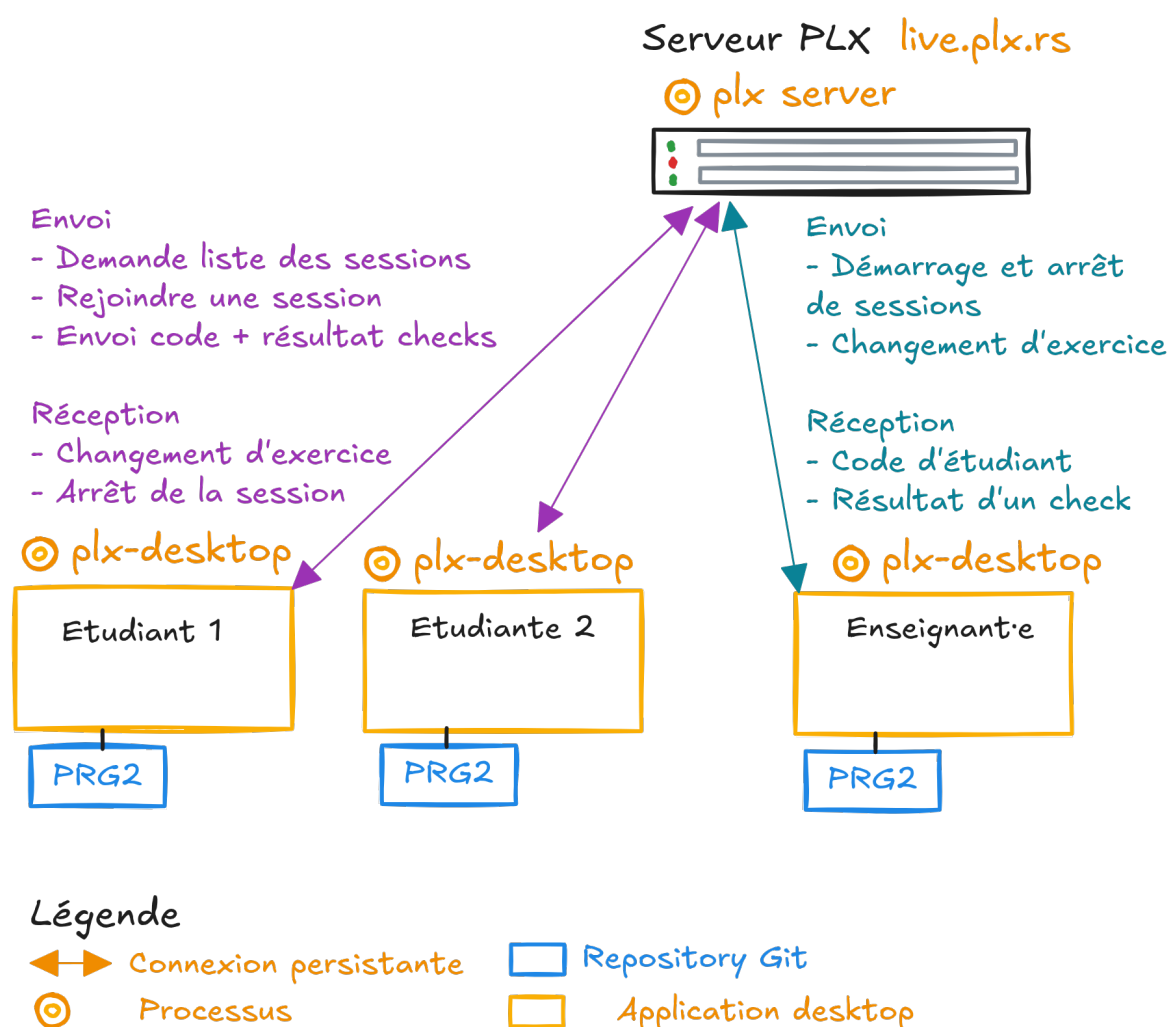 Serveur PLX live.plx.rs
plx server
Envoi
- Demande liste des sessions
- Rejoindre une session
- Envoi code + résultat checks
Réception
- Changement d'exercice
- Arrêt de la session
Envoi
- Démarrage et arrêt
de sessions
- Changement d'exercice
Réception
- Code d'étudiant
- Résultat d'un check
plx-desktop
Etudiant 1
PRG2
plx-desktop
Etudiante 2
PRG2
plx-desktop
Enseignant·e
PRG2
Légende
Connexion persistante
Repository Git
Processus
Application desktop